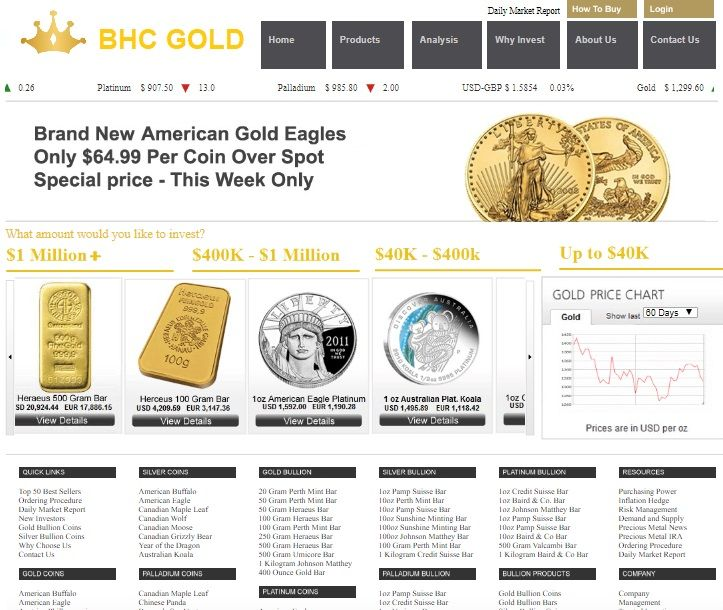 Daily Market Report
How To Buy
Login
BHC GOLD
Home
Products
Analysis
Why Invest
About Us
Contact Us
0.26
Platinum $ 907.50 13.0
Palladium $ 985.80 2.00
USD-GBP $ 1.5854 0.03%
Gold $ 1,299.60
Brand New American Gold Eagles
Only $64.99 Per Coin Over Spot
Special price - This Week Only
What amount would you like to invest?
$1 Million+
$400K - $1 Million
$40K - $400k
Up to $40K
Heraeus 500 Gram Bar
SD 20,924.44 EUR 17,886.15
View Details
Herceus 100 Gram Bar
USD 4,209.59 EUR 3,147.36
View Details
LIBERTY
2011
1oz American Eagle Platinum
USD 1,592.00 EUR 1,190.28
View Details
DISCOVER AUSTRALIA
1 oz Australian Plat. Koala
USD 1,495.89 EUR 1,118.42
View Details
USD
GOLD PRICE CHART
Gold
Show last 60 Days
Prices are in USD per oz
QUICK LINKS
Top 50 Best Sellers
Ordering Procedure
Daily Market Report
New Investors
Gold Bullion Coins
Silver Bullion Coins
Why Choose Us
Contact Us
SILVER COINS
American Buffalo
American Eagle
Canadian Maple Leaf
Canadian Wolf
Canadian Moose
Canadian Grizzly Bear
Year of the Dragon
Australian Koala
GOLD BULLION
20 Gram Perth Mint Bar
50 Gram Perth Mint Bar
50 Gram Heraeus Bar
100 Gram Heraeus Bar
100 Gram Perth Mint Bar
250 Gram Heraeus Bar
500 Gram Heraeus Bar
500 Gram Umicore Bar
1 Kilogram Johnson Matthey
400 Ounce Gold Bar
SILVER BULLION
1oz Pamp Suisse Bar
5oz Pamp Suisse Bar
10oz Pamp Suisse Bar
10oz Sunshine Minting Bar
100oz Sunshine Minting Bar
100oz Johnson Matthey Bar
100 Gram Perth Mint Bar
1 Kilogram Credit Suisse Bar
PLATINUM BULLION
1oz Credit Suisse Bar
1oz Baird & Co. Bar
1oz Johnson Matthey Bar
1oz Pamp Suisse Bar
10oz Pamp Suisse Bar
10oz Baird & Co Bar
500 Gram Valcambi Bar
1 Kilogram Baird & Co Bar
RESOURCES
Purchasing Power
Inflation Hedge
Risk Management
Demand and Supply
Precious Metal News
Precious Metal IRA
Ordering Procedure
Daily Market Report
GOLD COINS
American Buffalo
American Eagle
PALLADIUM COINS
Canadian Maple Leaf
Chinese Panda
PLATINUM COINS
American Eagle
PALLADIUM BULLION
1oz Pamp Suisse Bar
1oz Credit Suisse Bar
BULLION PRODUCTS
Gold Bullion Coins
Gold Bullion Bars
Silver Bullion Coins
COMPANY
Company
Management